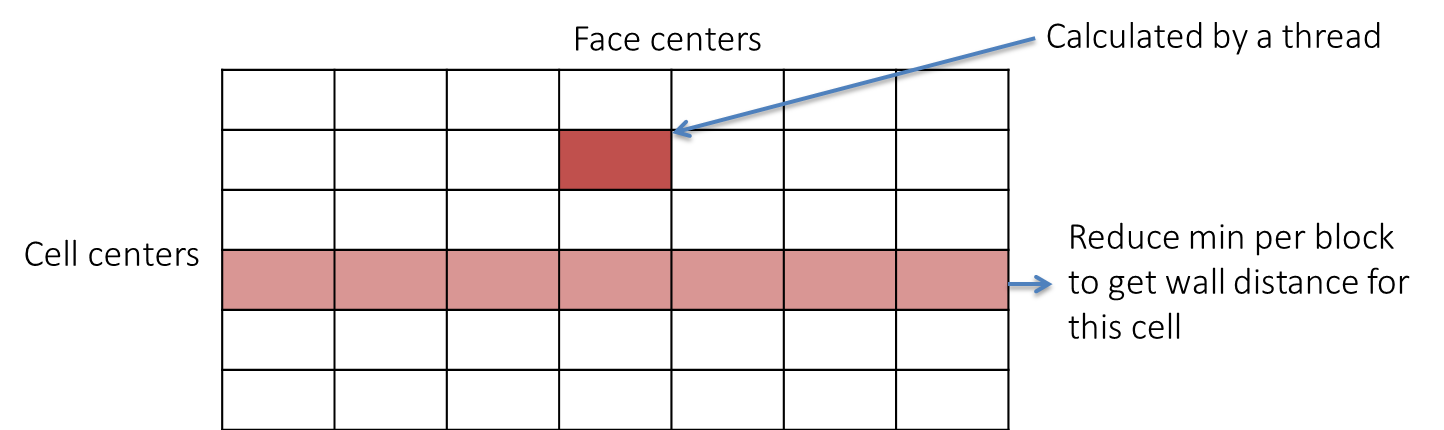 Face centers
Calculated by a thread
Cell centers
Reduce min per block
to get wall distance for
this cell